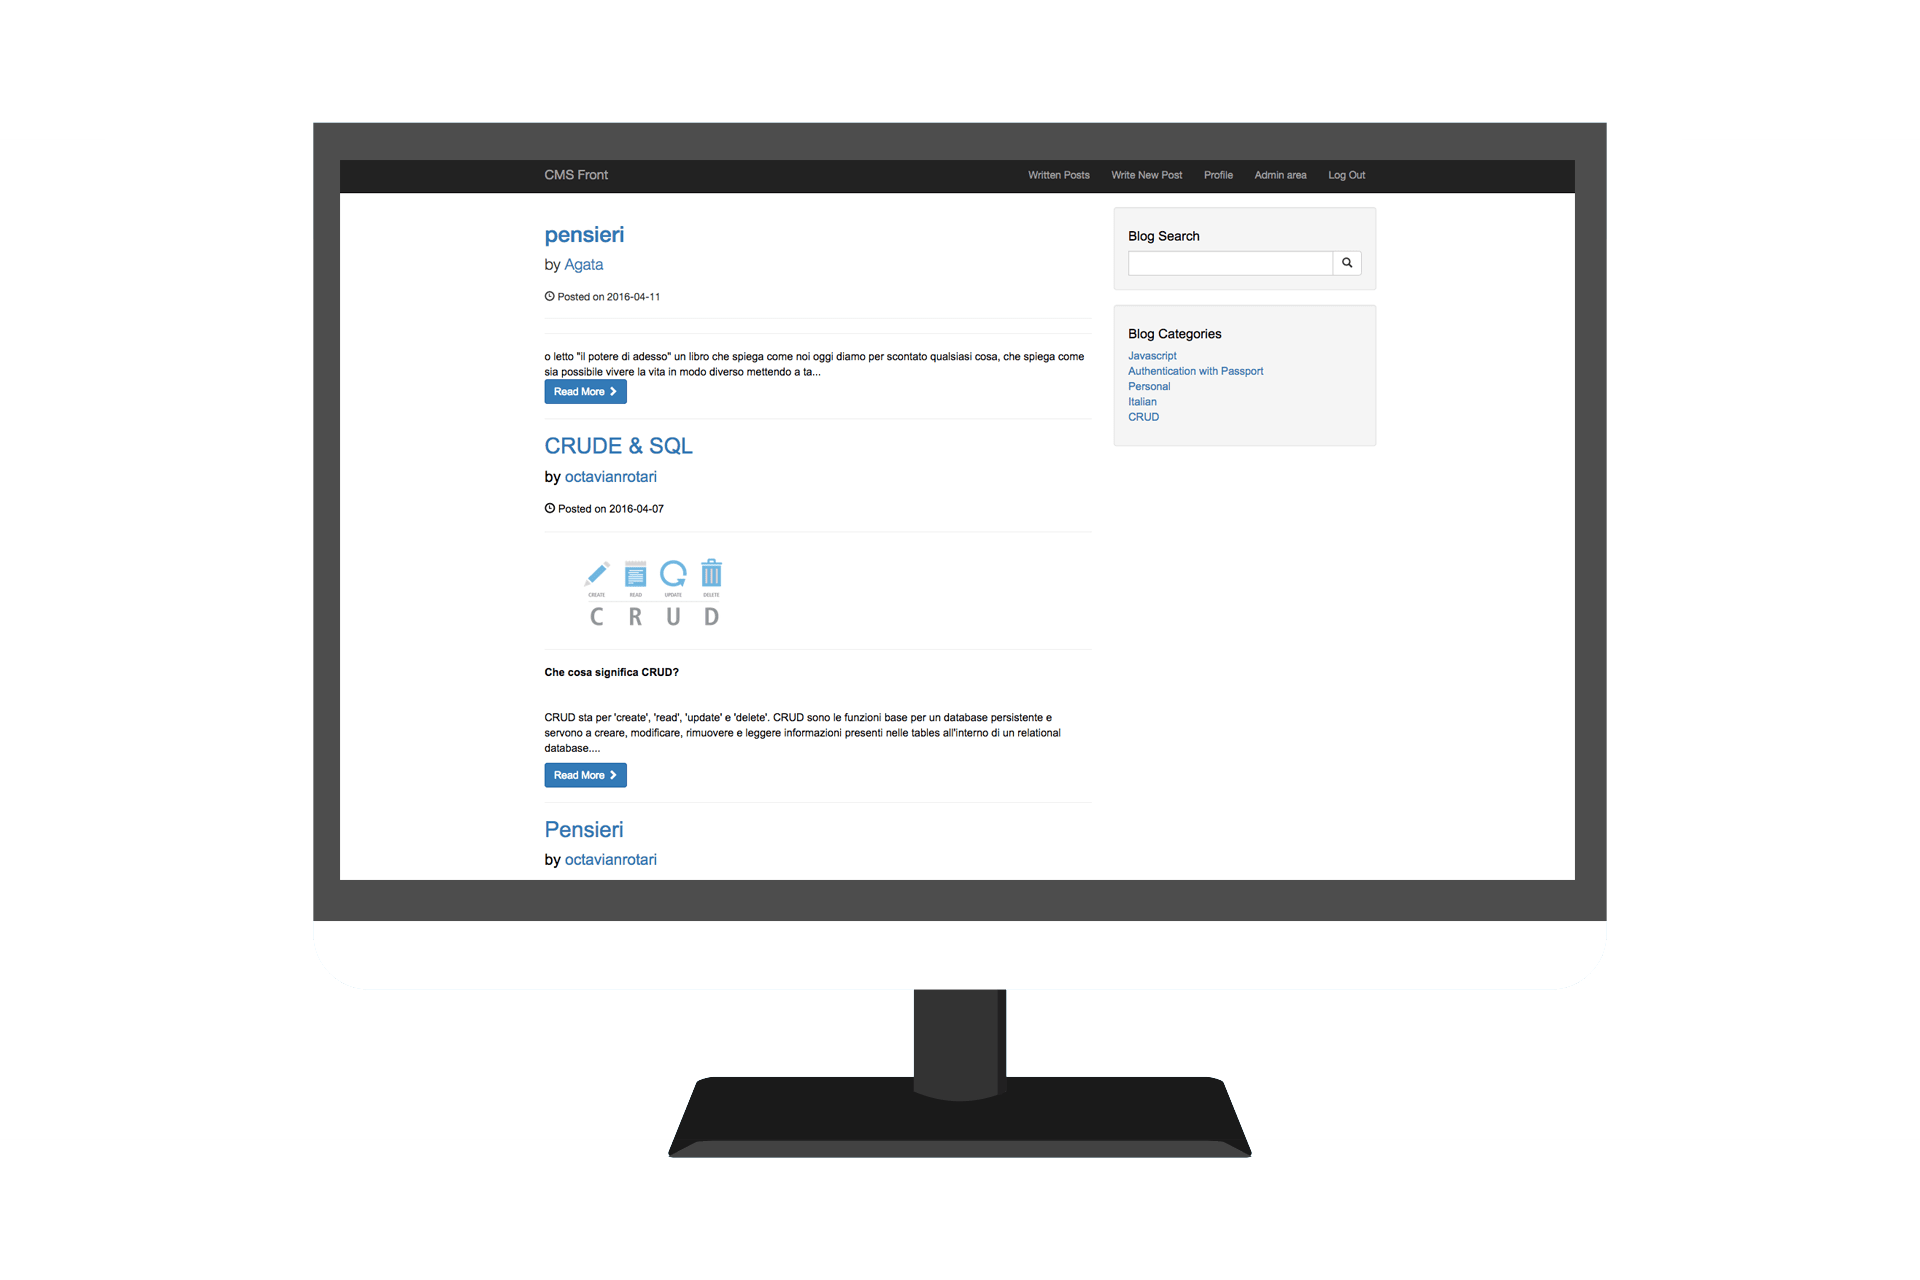 CMS Front
Written Posts
Write New Post
Profile
Admin area
Log Out
pensieri
by Agata
Posted on 2016-04-11
o letto "il potere di adesso" un libro che spiega come noi oggi diamo per scontato qualsiasi cosa, che spiega come
sia possibile vivere la vita in modo diverso mettendo a ta...
Read More
CRUDE & SQL
by octavianrotari
Posted on 2016-04-07
CREATE READ UPDATE DELETE
C R U D
Che cosa significa CRUD?
CRUD sta per 'create', 'read', 'update' e 'delete'. CRUD sono le funzioni base per un database persistente e
servono a creare, modificare, rimuovere e leggere informazioni presenti nelle tables all'interno di un relational
database....
Read More
Pensieri
by octavianrotari
Blog Search
Blog Categories
Javascript
Authentication with Passport
Personal
Italian
CRUD